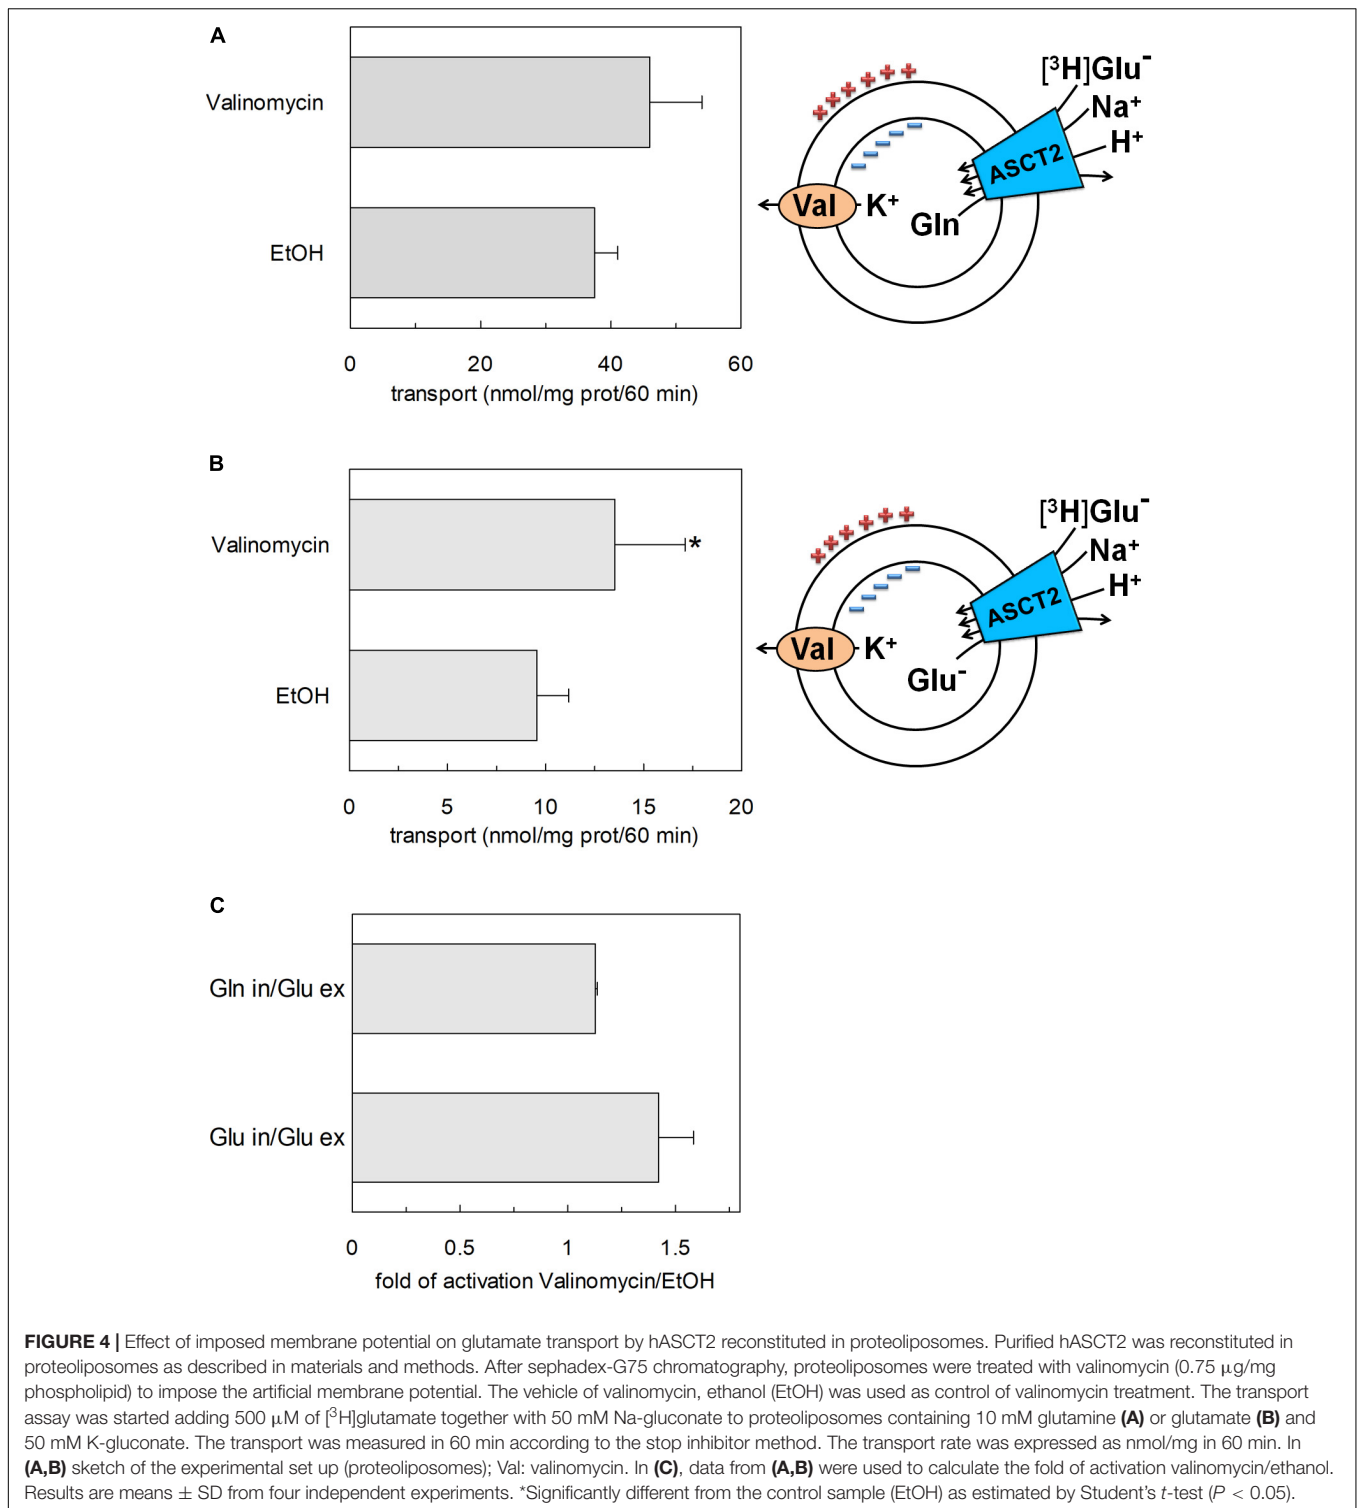 A
Valinomycin
EtOH
0 20 40 60
transport (nmol/mg prot/60 min)
[³H]Glu⁻
Na⁺
H⁺
ASCT2
Val
K⁺
Gln
B
Valinomycin
*
EtOH
0 5 10 15 20
transport (nmol/mg prot/60 min)
[³H]Glu⁻
Na⁺
H⁺
ASCT2
Val
K⁺
Glu⁻
C
Gln in/Glu ex
Glu in/Glu ex
0 0.5 1 1.5
fold of activation Valinomycin/EtOH
FIGURE 4 | Effect of imposed membrane potential on glutamate transport by hASCT2 reconstituted in proteoliposomes. Purified hASCT2 was reconstituted in
proteoliposomes as described in materials and methods. After sephadex-G75 chromatography, proteoliposomes were treated with valinomycin (0.75 μg/mg
phospholipid) to impose the artificial membrane potential. The vehicle of valinomycin, ethanol (EtOH) was used as control of valinomycin treatment. The transport
assay was started adding 500 μM of [³H]glutamate together with 50 mM Na-gluconate to proteoliposomes containing 10 mM glutamine (A) or glutamate (B) and
50 mM K-gluconate. The transport was measured in 60 min according to the stop inhibitor method. The transport rate was expressed as nmol/mg in 60 min. In
(A,B) sketch of the experimental set up (proteoliposomes); Val: valinomycin. In (C), data from (A,B) were used to calculate the fold of activation valinomycin/ethanol.
Results are means ± SD from four independent experiments. *Significantly different from the control sample (EtOH) as estimated by Student's t-test (P < 0.05).